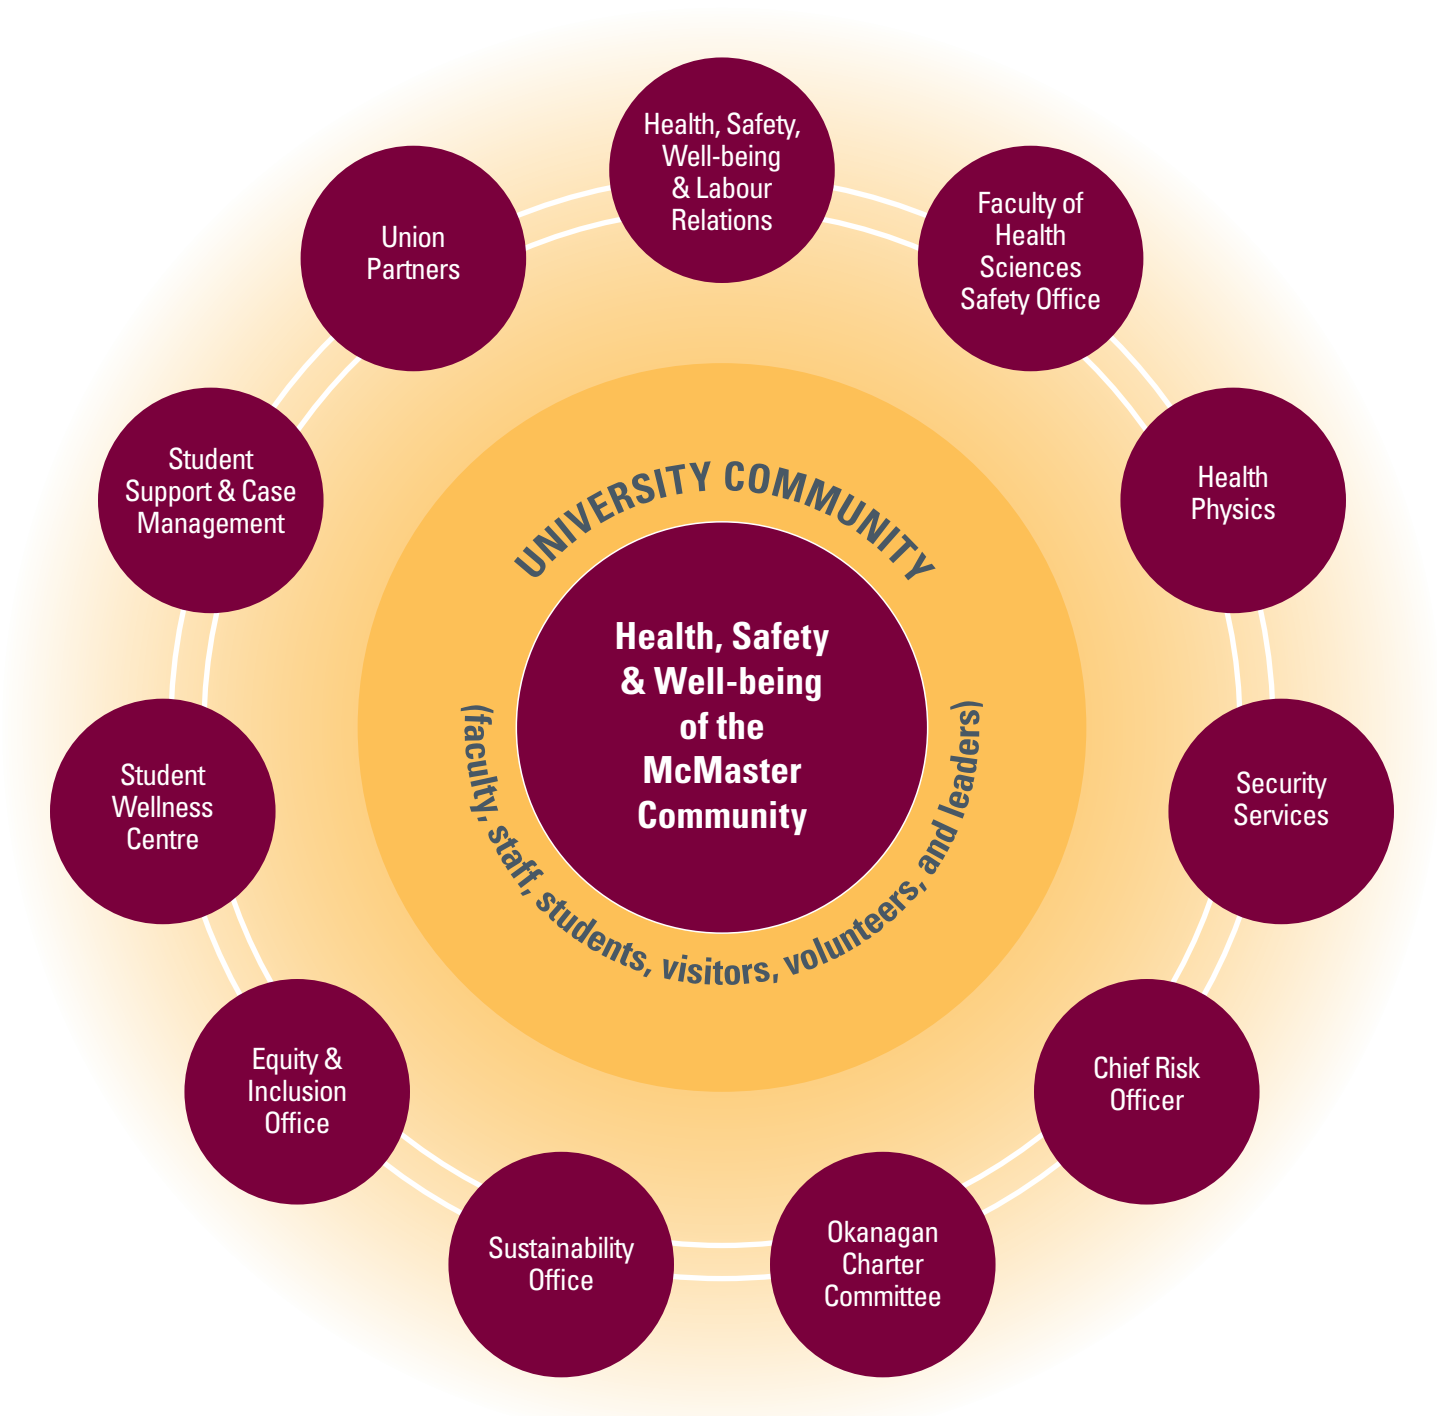 Health, Safety,
Well-being
& Labour
Relations
Faculty of
Health
Sciences
Safety Office
Health
Physics
Security
Services
Chief Risk
Officer
Okanagan
Charter
Committee
Sustainability
Office
Equity &
Inclusion
Office
Student
Wellness
Centre
Student
Support & Case
Management
Union
Partners
UNIVERSITY COMMUNITY
Health, Safety
& Well-being
of the
McMaster
Community
(faculty, staff, students, visitors, volunteers, and leaders)